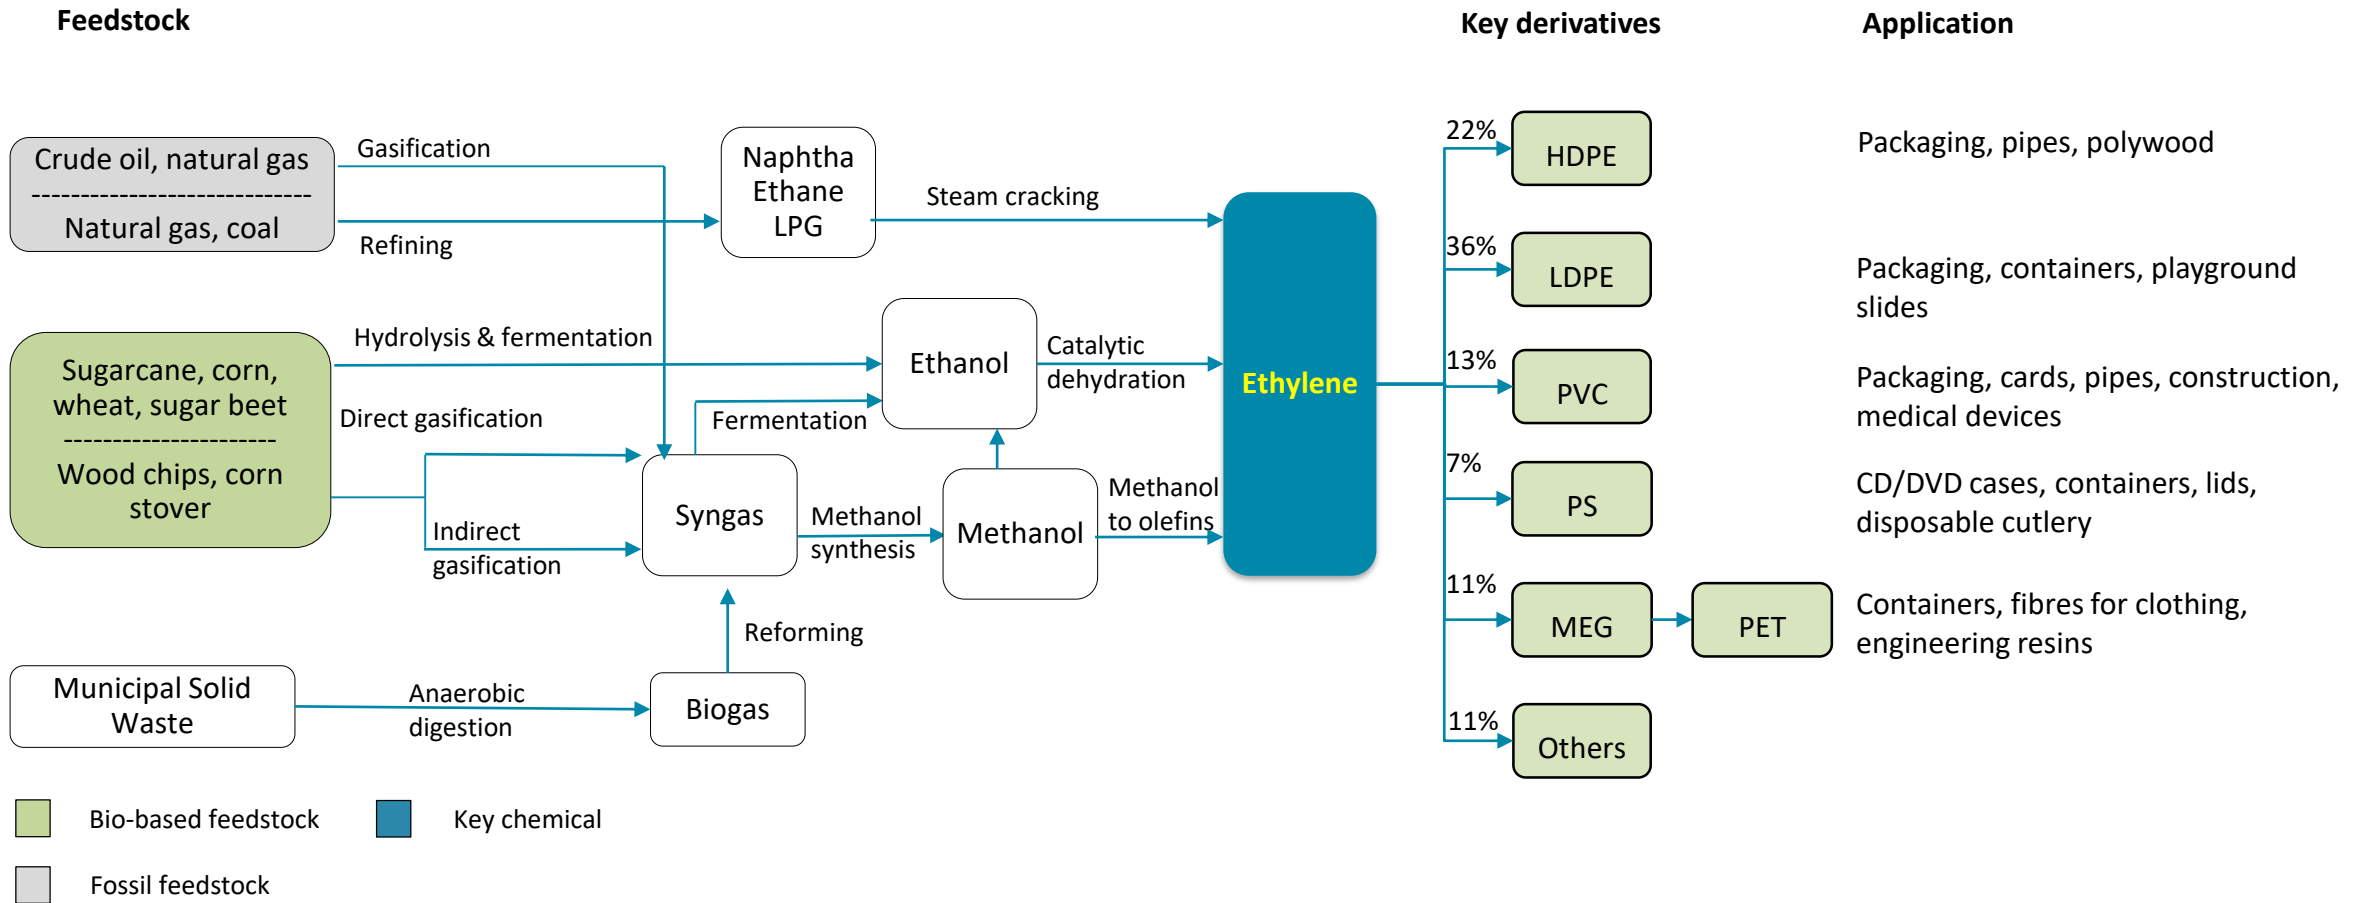 Feedstock
Key derivatives
Application
Crude oil, natural gas
-----------------------------
Natural gas, coal
Gasification
Refining
Naphtha
Ethane
LPG
Steam cracking
Sugarcane, corn,
wheat, sugar beet
----------------------
Wood chips, corn
stover
Hydrolysis & fermentation
Direct gasification
Indirect
gasification
Ethanol
Catalytic
dehydration
Fermentation
Syngas
Methanol
synthesis
Methanol
Methanol
to olefins
Ethylene
Reforming
Municipal Solid
Waste
Anaerobic
digestion
Biogas
22%
HDPE
Packaging, pipes, polywood
36%
LDPE
Packaging, containers, playground
slides
13%
PVC
Packaging, cards, pipes, construction,
medical devices
7%
PS
CD/DVD cases, containers, lids,
disposable cutlery
11%
MEG
PET
Containers, fibres for clothing,
engineering resins
11%
Others
Bio-based feedstock
Key chemical
Fossil feedstock